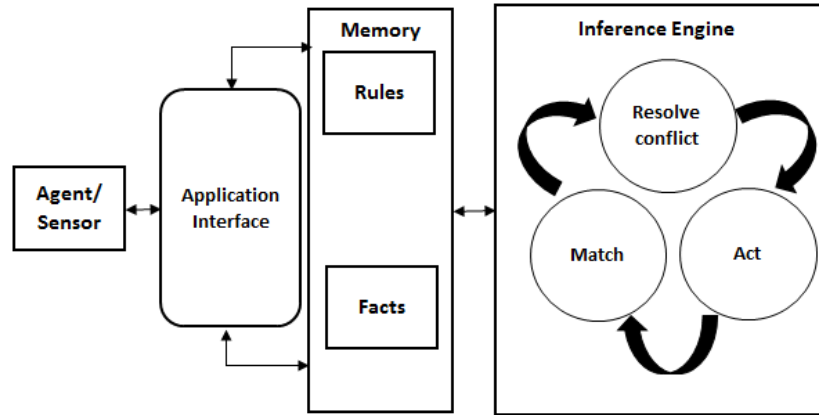 Memory
Inference Engine
Rules
Resolve
conflict
Agent/
Sensor
Application
Interface
Match
Act
Facts